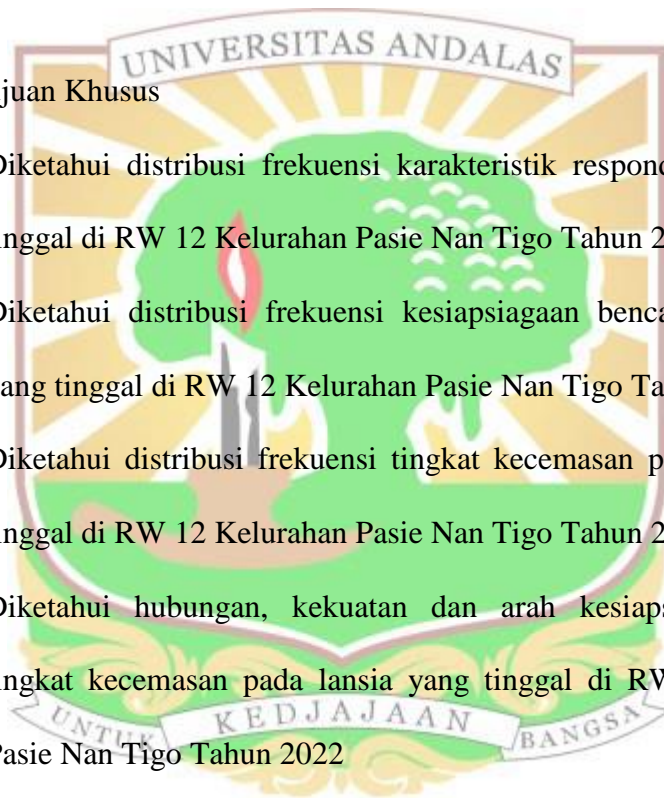 UNIVERSITAS ANDALAS
juan Khusus
Diketahui distribusi frekuensi karakteristik respond
inggal di RW 12 Kelurahan Pasie Nan Tigo Tahun 2
Diketahui distribusi frekuensi kesiapsiagaan benca
ang tinggal di RW 12 Kelurahan Pasie Nan Tigo Ta
Diketahui distribusi frekuensi tingkat kecemasan p
inggal di RW 12 Kelurahan Pasie Nan Tigo Tahun 2
Diketahui hubungan, kekuatan dan arah kesiaps
ingkat kecemasan pada lansia yang tinggal di RW
UNTUK KEDJAJAAN BANGSA
Pasie Nan Tigo Tahun 2022